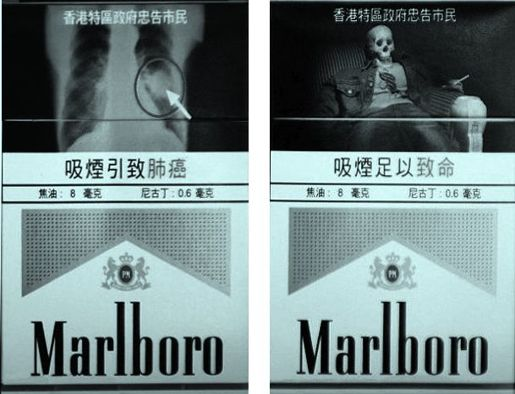 香港特區政府忠告市民
吸煙引致肺癌
焦油: 8 毫克 尼古丁: 0.6 毫克
PM
Marlboro
香港特區政府忠告市民
吸煙足以致命
焦油: 8 毫克 尼古丁: 0.6 毫克
PM
Marlboro